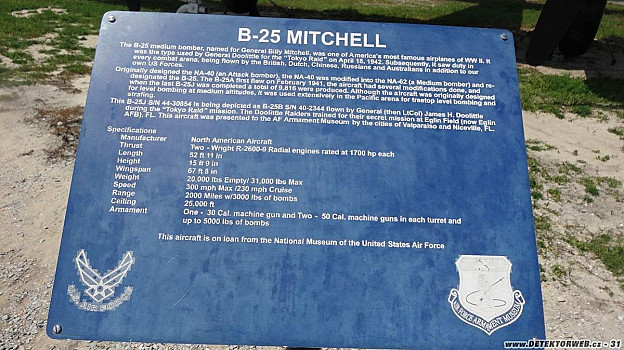 B-25 MITCHELL
The B-25 medium bomber, named for General Billy Mitchell, was one of America's most famous airplanes of WW II. It
was the type used by General Doolittle for the "Tokyo Raid" on April 18, 1942. Subsequently, it saw duty in
every combat arena, being flown by the British, Dutch, Chinese, Russians and Australians in addition to our
own US Forces.
Originally designed the NA-40 (an Attack bomber), the NA-40 was modified into the NA-62 (a Medium bomber) and re-
designated the B-25. The B-25A first flew on February 1941, the aircraft had several modifications done, and
when the last B-25J was completed a total of 9,816 were produced. Although the aircraft was originally designed
for level bombing at medium altitudes, it was used extensively in the Pacific arena for treetop level bombing and
strafing.
This B-25J S/N 44-30854 is being depicted as B-25B S/N 40-2344 flown by General (then LtCol) James H. Doolittle
during the "Tokyo Raid" mission. The Doolittle Raiders trained for their secret mission at Eglin Field (now Eglin
AFB), FL. This aircraft was presented to the AF Armament Museum by the cities of Valparaiso and Niceville, FL.
Specifications
Manufacturer North American Aircraft
Thrust Two - Wright R-2600-9 Radial engines rated at 1700 hp each
Length 52 ft 11 in
Height 15 ft 9 in
Wingspan 67 ft 8 in
Weight 20,000 lbs Empty/ 31,000 lbs Max
Speed 300 mph Max /230 mph Cruise
Range 2000 Miles w/3000 lbs of bombs
Ceiling 25,000 ft
Armament One - 30 Cal. machine gun and Two - 50 Cal. machine guns in each turret and
up to 5000 lbs of bombs
This aircraft is on loan from the National Museum of the United States Air Force
U.S. AIR FORCE
AIR FORCE ARMAMENT MUSEUM
www.DETEKTORWEB.cz - 31